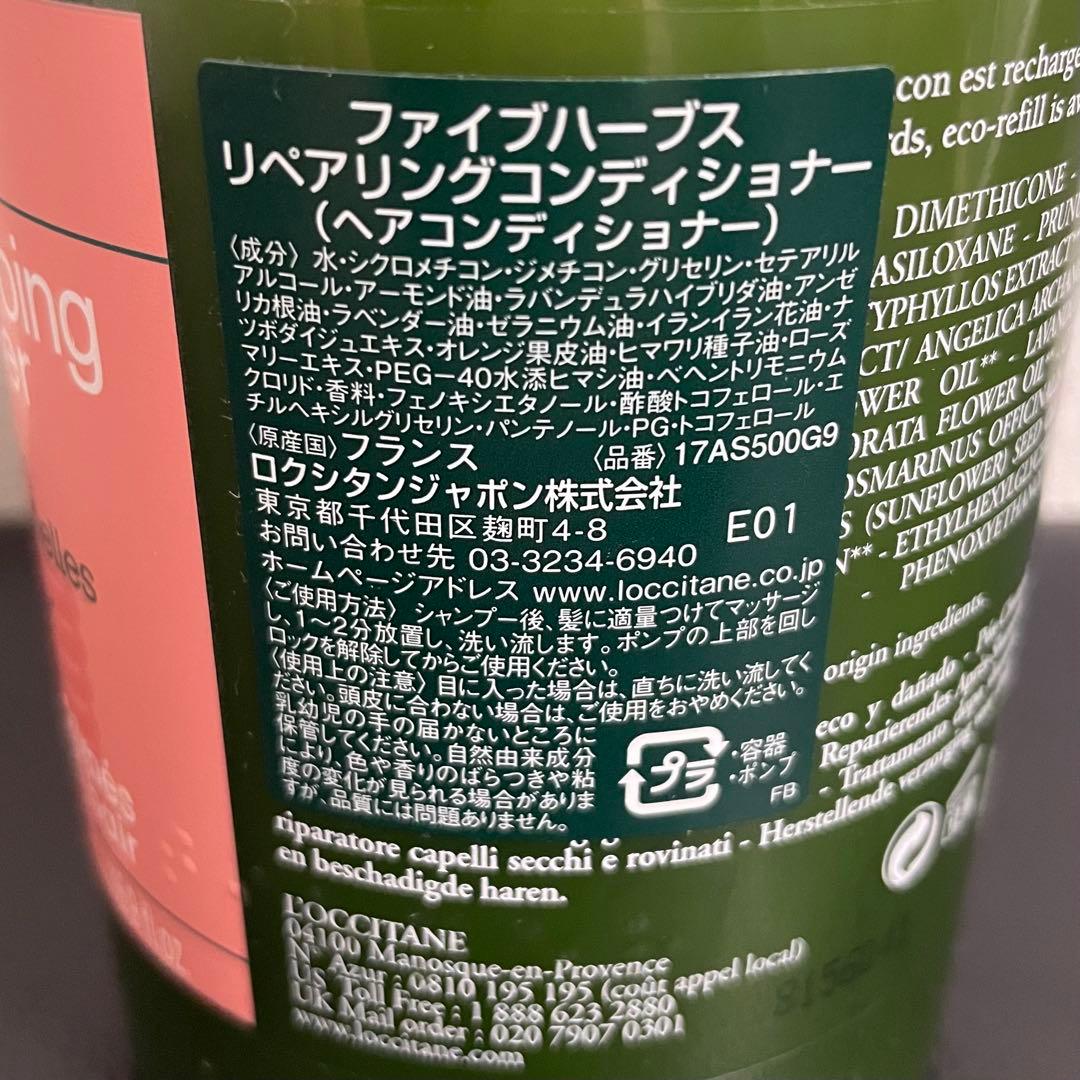 ping
er
elles
és
air
FL.OZ.
ファイブハーブス
リペアリングコンディショナー
（ヘアコンディショナー）
〈成分〉水・シクロメチコン・ジメチコン・グリセリン・セテアリル
アルコール・アーモンド油・ラバンデュラハイブリダ油・アンゼ
リカ根油・ラベンダー油・ゼラニウム油・イランイラン花油・ナ
ツボダイジュエキス・オレンジ果皮油・ヒマワリ種子油・ローズ
マリーエキス・PEG－40水添ヒマシ油・ベヘントリモニウム
クロリド・香料・フェノキシエタノール・酢酸トコフェロール・エ
チルヘキシルグリセリン・パンテノール・PG・トコフェロール
〈原産国〉フランス 〈品番〉17AS500G9
ロクシタンジャポン株式会社
東京都千代田区麹町4-8 E01
お問い合わせ先 03-3234-6940
ホームページアドレス www.loccitane.co.jp
〈ご使用方法〉シャンプー後、髪に適量つけてマッサージ
し、1～2分放置し、洗い流します。ポンプの上部を回し
ロックを解除してからご使用ください。
〈使用上の注意〉目に入った場合は、直ちに洗い流してく
ださい。頭皮に合わない場合は、ご使用をおやめください。
乳幼児の手の届かないところに
保管してください。自然由来成分
により、色や香りのばらつきや粘
度の変化が見られる場合がありま
すが、品質には問題ありません。
プラ
・容器
・ポンプ
FB
con est recharge
rds, eco-refill is av
DIMETHICONE -
ASILOXANE - PRUN
TYPHYLLOS EXTRACT
CT/ ANGELICA ARCHA
WER OIL** - LAVA
ORATA FLOWER OIL
OSMARINUS OFFICIN
S (SUNFLOWER) SEED
N** - ETHYLHEXYLGLY
- PHENOXYETHAN
origin ingredients.
eco y dañado -
Reparierendes
- Trattamento
riparatore capelli secchi e rovinati - Herstellende verzorg
en beschadigde haren.
L'OCCITANE
04100 Manosque-en-Provence
N° Azur : 0810 195 195 (coût appel local)
Us Toll Free : 1 888 623 2880
Uk Mail order : 020 7907 0301
www.loccitane.com